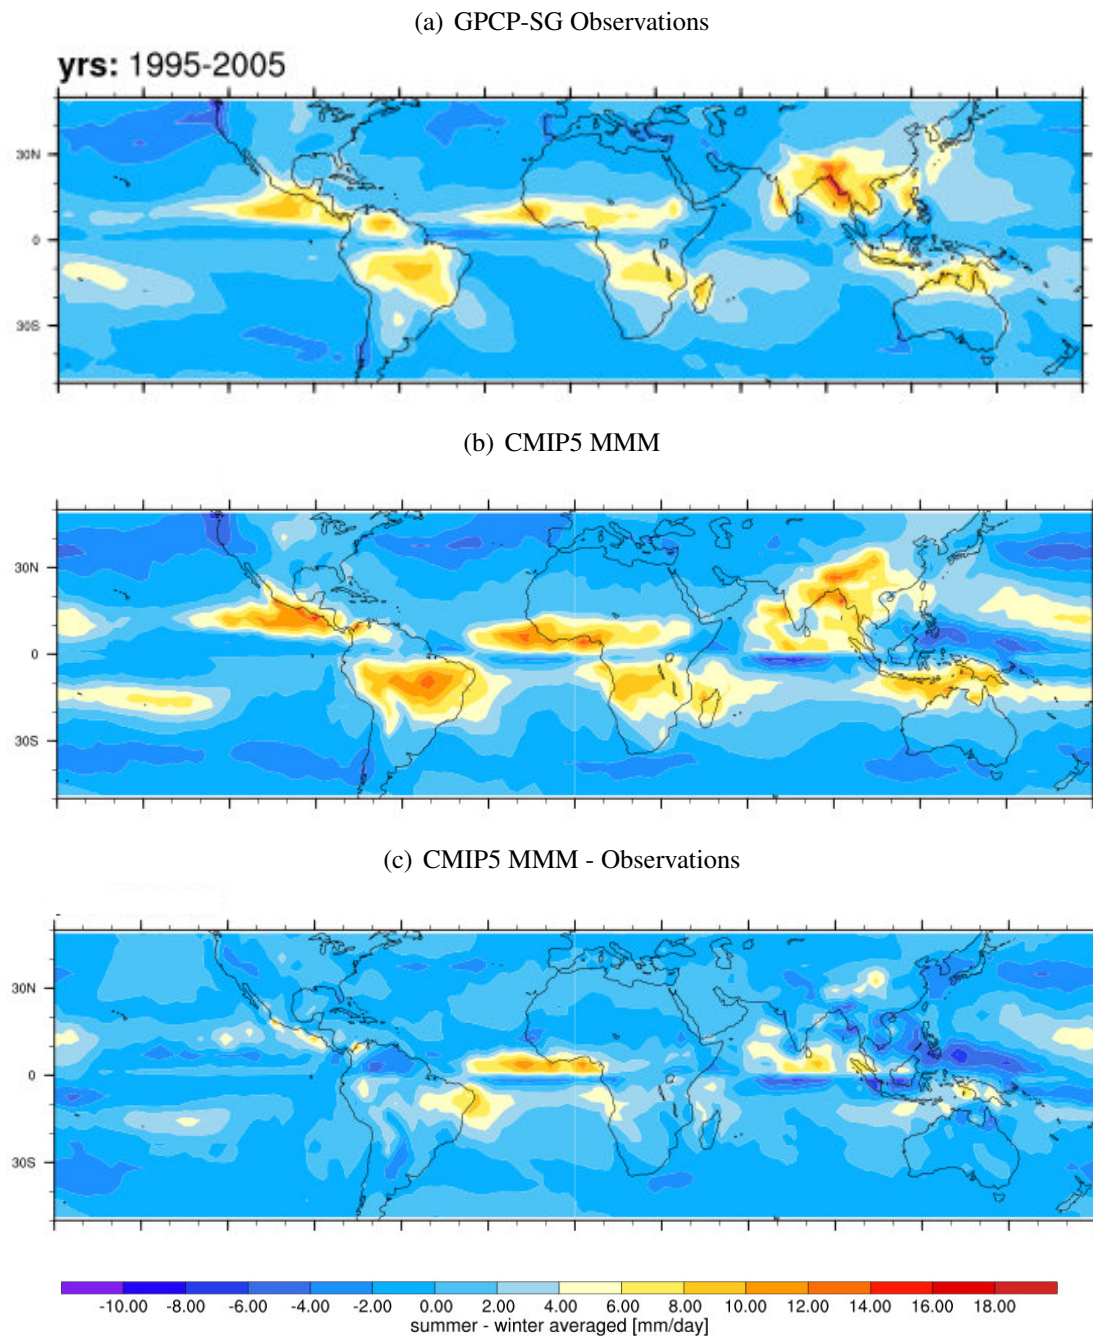 (a) GPCP-SG Observations
yrs: 1995-2005
30N
0
30S
(b) CMIP5 MMM
30N
0
30S
(c) CMIP5 MMM - Observations
30N
0
30S
-10.00 -8.00 -6.00 -4.00 -2.00 0.00 2.00 4.00 6.00 8.00 10.00 12.00 14.00 16.00 18.00
summer - winter averaged [mm/day]